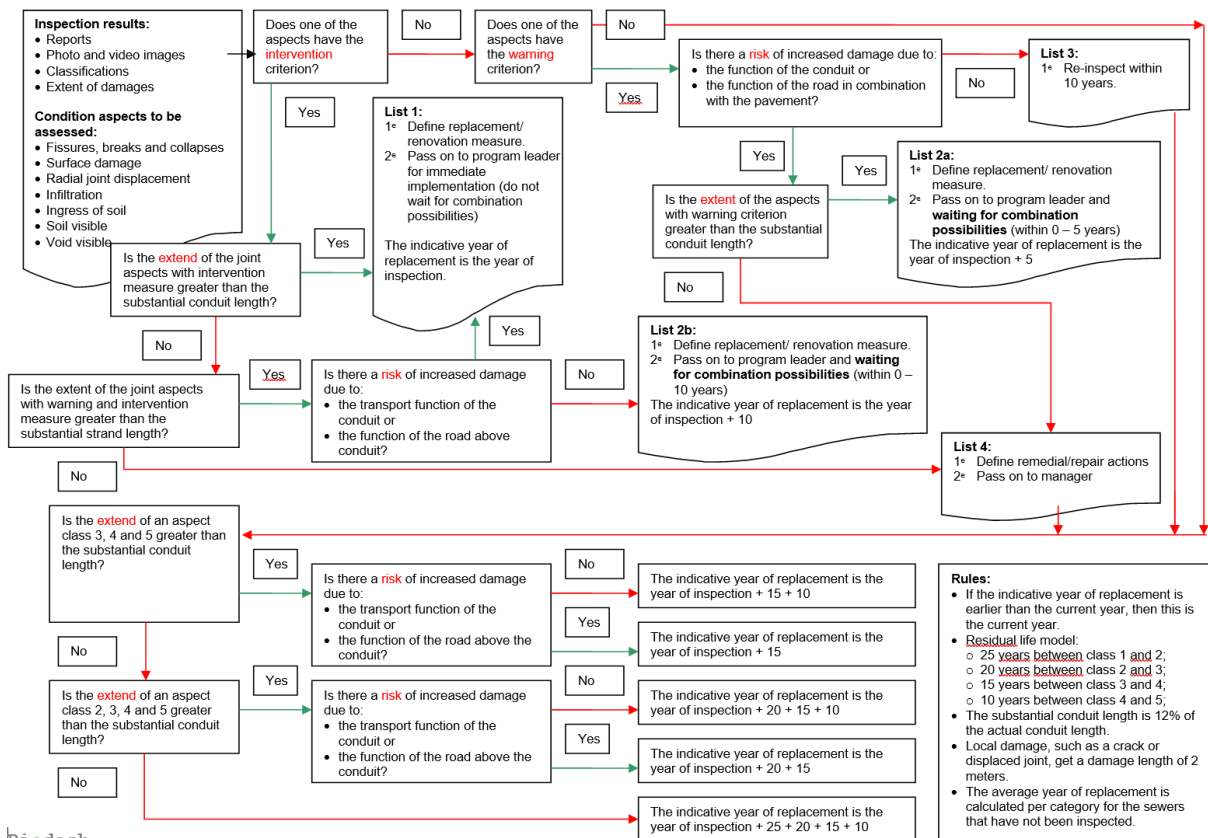 Inspection results:
• Reports
• Photo and video images
• Classifications
• Extent of damages
Condition aspects to be
assessed:
• Fissures, breaks and collapses
• Surface damage
• Radial joint displacement
• Infiltration
• Ingress of soil
• Soil visible
• Void visible
Does one of the
aspects have the
intervention
criterion?
No
Does one of the
aspects have
the warning
criterion?
No
Yes
Yes
Is there a risk of increased damage due to:
• the function of the conduit or
• the function of the road in combination
with the pavement?
No
List 3:
1e Re-inspect within
10 years.
List 1:
1e Define replacement/
renovation measure.
2e Pass on to program leader
for immediate
implementation (do not
wait for combination
possibilities)
The indicative year of
replacement is the year of
inspection.
Yes
Is the extent of the aspects
with warning criterion
greater than the substantial
conduit length?
Yes
List 2a:
1e Define replacement/ renovation
measure.
2e Pass on to program leader and
waiting for combination
possibilities (within 0 – 5 years)
The indicative year of replacement is the
year of inspection + 5
Is the extend of the joint
aspects with intervention
measure greater than the
substantial conduit length?
Yes
No
No
Yes
List 2b:
1e Define replacement/ renovation measure.
2e Pass on to program leader and waiting
for combination possibilities (within 0 –
10 years)
The indicative year of replacement is the year
of inspection + 10
Is the extent of the joint aspects
with warning and intervention
measure greater than the
substantial strand length?
Yes
Is there a risk of increased damage
due to:
• the transport function of the
conduit or
• the function of the road above
conduit?
No
No
List 4:
1e Define remedial/repair actions
2e Pass on to manager
Is the extend of an aspect
class 3, 4 and 5 greater than
the substantial conduit
length?
Yes
Is there a risk of increased damage
due to:
• the transport function of the
conduit or
• the function of the road above the
conduit?
No
The indicative year of replacement is the
year of inspection + 15 + 10
Yes
The indicative year of replacement is the
year of inspection + 15
No
Is the extend of an aspect
class 2, 3, 4 and 5 greater
than the substantial conduit
length?
Yes
Is there a risk of increased damage
due to:
• the transport function of the
conduit or
• the function of the road above the
conduit?
No
The indicative year of replacement is the
year of inspection + 20 + 15 + 10
Yes
The indicative year of replacement is the
year of inspection + 20 + 15
No
The indicative year of replacement is the
year of inspection + 25 + 20 + 15 + 10
Rules:
• If the indicative year of replacement is
earlier than the current year, then this is
the current year.
• Residual life model:
o 25 years between class 1 and 2;
o 20 years between class 2 and 3;
o 15 years between class 3 and 4;
o 10 years between class 4 and 5;
• The substantial conduit length is 12% of
the actual conduit length.
• Local damage, such as a crack or
displaced joint, get a damage length of 2
meters.
• The average year of replacement is
calculated per category for the sewers
that have not been inspected.